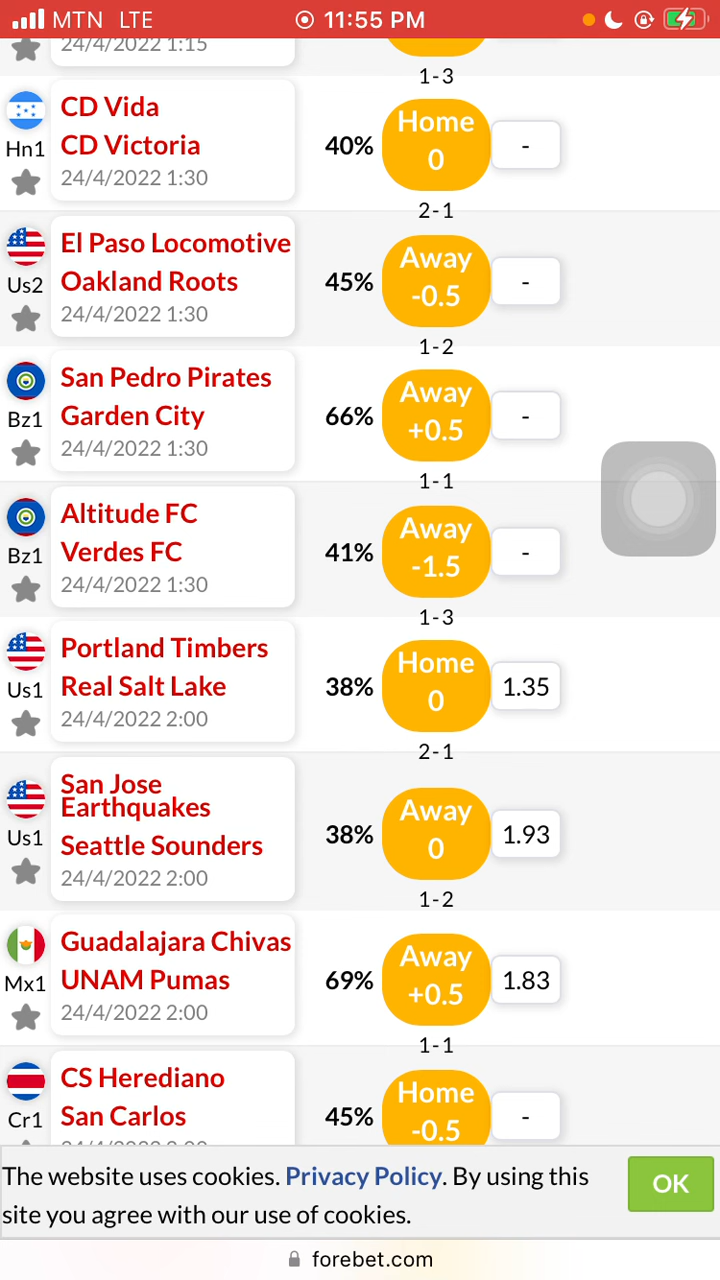 MTN LTE 11:55 PM
24/4/2022 1:15
1-3
CD Vida
CD Victoria
24/4/2022 1:30
Hn1
40%
Home
0
-
2-1
El Paso Locomotive
Oakland Roots
24/4/2022 1:30
Us2
45%
Away
-0.5
-
1-2
San Pedro Pirates
Garden City
24/4/2022 1:30
Bz1
66%
Away
+0.5
-
1-1
Altitude FC
Verdes FC
24/4/2022 1:30
Bz1
41%
Away
-1.5
-
1-3
Portland Timbers
Real Salt Lake
24/4/2022 2:00
Us1
38%
Home
0
1.35
2-1
San Jose
Earthquakes
Seattle Sounders
24/4/2022 2:00
Us1
38%
Away
0
1.93
1-2
Guadalajara Chivas
UNAM Pumas
24/4/2022 2:00
Mx1
69%
Away
+0.5
1.83
1-1
CS Herediano
San Carlos
24/4/2022 2:00
Cr1
45%
Home
-0.5
-
The website uses cookies. Privacy Policy. By using this
site you agree with our use of cookies.
OK
forebet.com